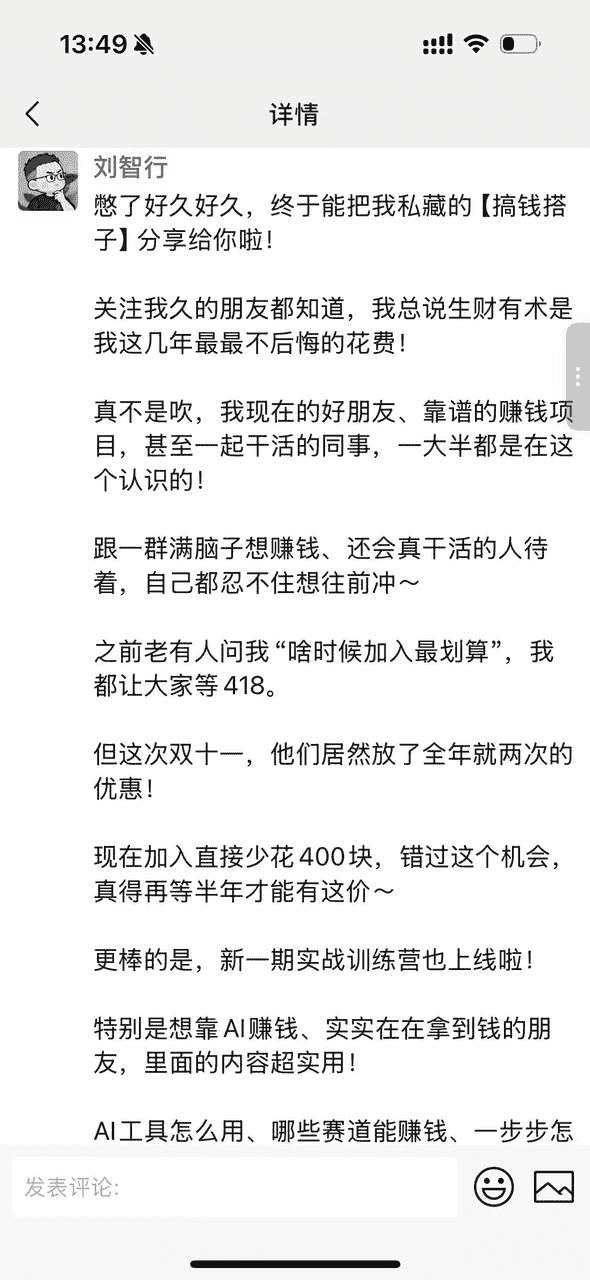 13:49
详情
刘智行
憋了好久好久，终于能把我私藏的【搞钱搭
子】分享给你啦！
关注我久的朋友都知道，我总说生财有术是
我这几年最最不后悔的花费！
真不是吹，我现在的好朋友、靠谱的赚钱项
目，甚至一起干活的同事，一大半都是在这
个认识的！
跟一群满脑子想赚钱、还会真干活的人待
着，自己都忍不住想往前冲～
之前老有人问我“啥时候加入最划算”，我
都让大家等418。
但这次双十一，他们居然放了全年就两次的
优惠！
现在加入直接少花400块，错过这个机会，
真得再等半年才能有这价～
更棒的是，新一期实战训练营也上线啦！
特别是想靠AI赚钱、实实在在拿到钱的朋
友，里面的内容超实用！
AI工具怎么用、哪些赛道能赚钱、一步步怎
发表评论: